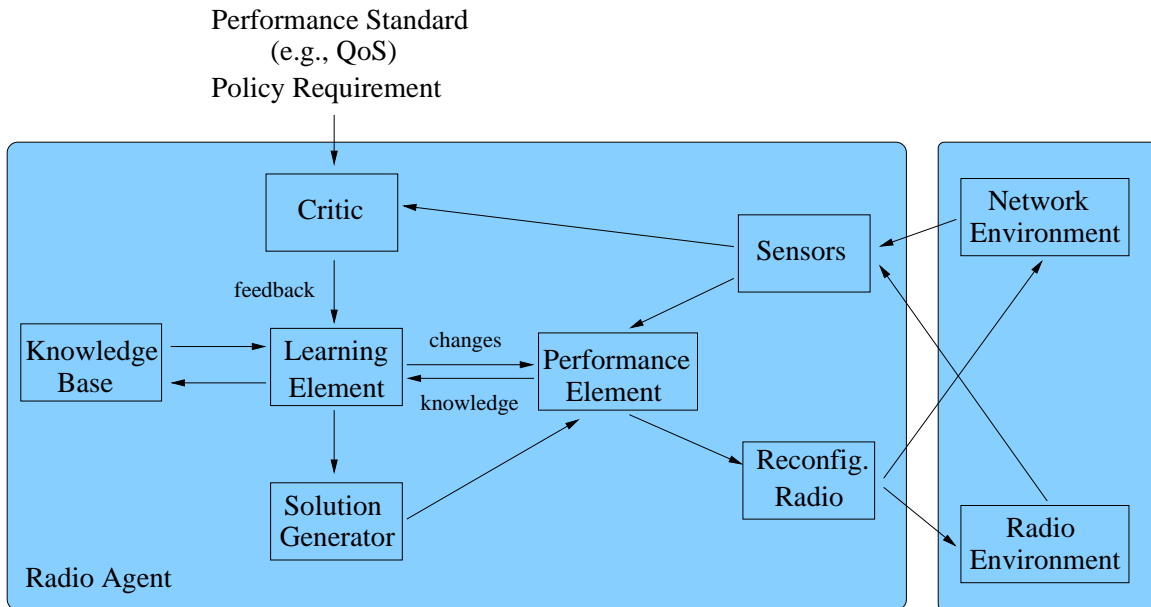 Performance Standard
(e.g., QoS)
Policy Requirement
Critic
Network
Environment
Sensors
feedback
Knowledge
Base
Learning
Element
changes
knowledge
Performance
Element
Reconfig.
Radio
Solution
Generator
Radio
Environment
Radio Agent